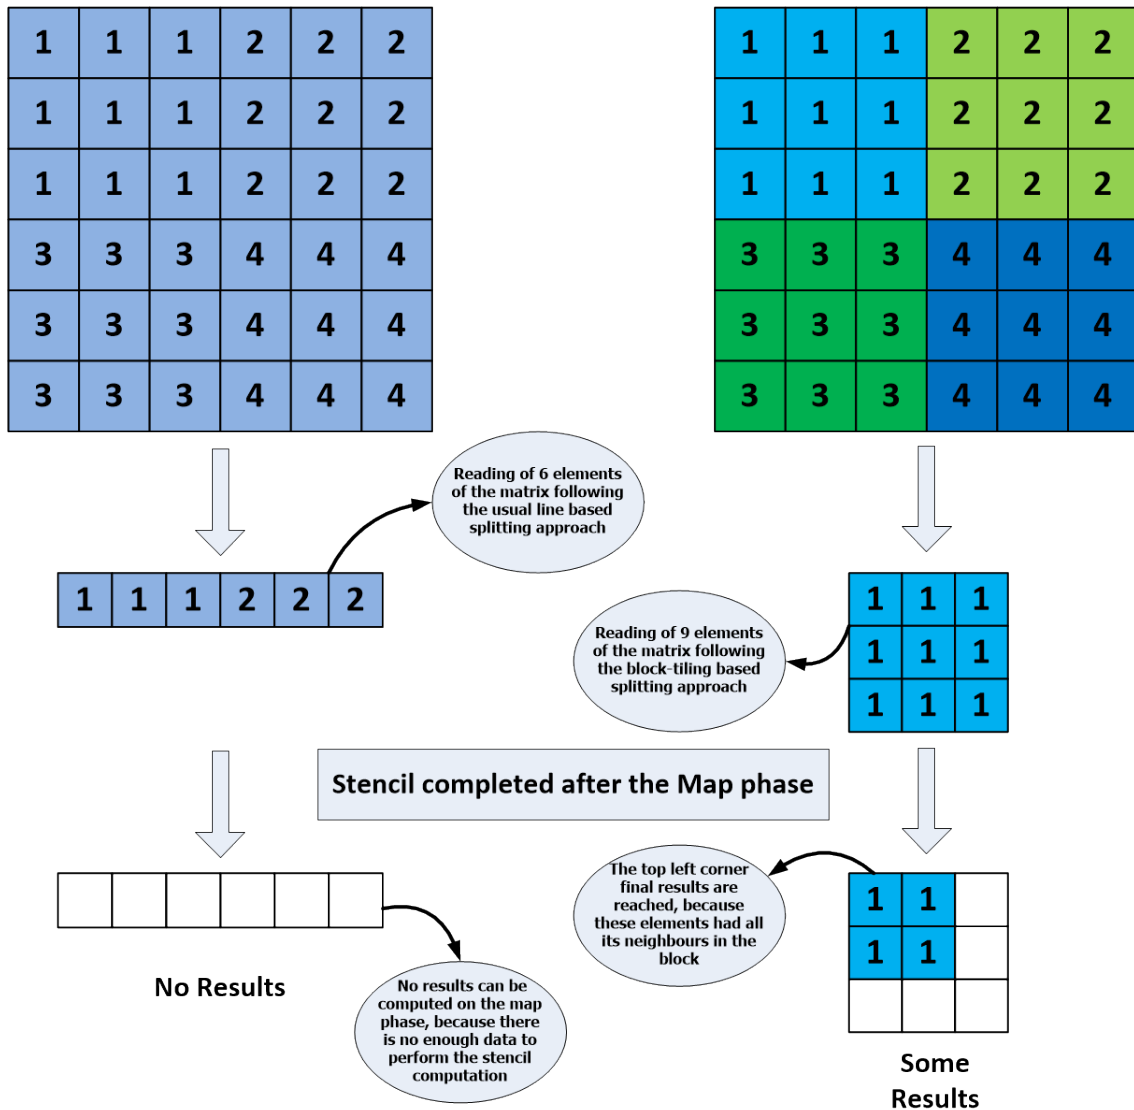 1 1 1 2 2 2
1 1 1 2 2 2
1 1 1 2 2 2
3 3 3 4 4 4
3 3 3 4 4 4
3 3 3 4 4 4
1 1 1 2 2 2
1 1 1 2 2 2
1 1 1 2 2 2
3 3 3 4 4 4
3 3 3 4 4 4
3 3 3 4 4 4
Reading of 6 elements
of the matrix following
the usual line based
splitting approach
1 1 1 2 2 2
Reading of 9 elements
of the matrix following
the block-tiling based
splitting approach
1 1 1
1 1 1
1 1 1
Stencil completed after the Map phase
No Results
No results can be
computed on the map
phase, because there
is no enough data to
perform the stencil
computation
The top left corner
final results are
reached, because
these elements had all
its neighbours in the
block
1 1
1 1
Some
Results